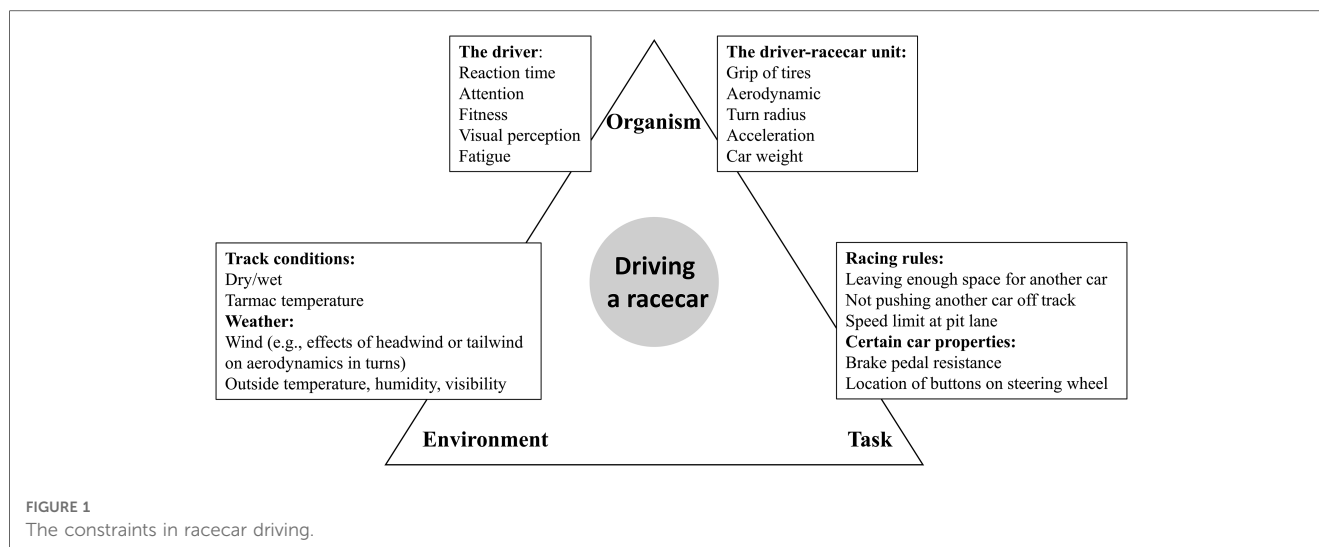 The driver:
Reaction time
Attention
Fitness
Visual perception
Fatigue
The driver-racecar unit:
Grip of tires
Aerodynamic
Turn radius
Acceleration
Car weight
Organism
Driving
a racecar
Track conditions:
Dry/wet
Tarmac temperature
Weather:
Wind (e.g., effects of headwind or tailwind
on aerodynamics in turns)
Outside temperature, humidity, visibility
Racing rules:
Leaving enough space for another car
Not pushing another car off track
Speed limit at pit lane
Certain car properties:
Brake pedal resistance
Location of buttons on steering wheel
Environment
Task
FIGURE 1
The constraints in racecar driving.